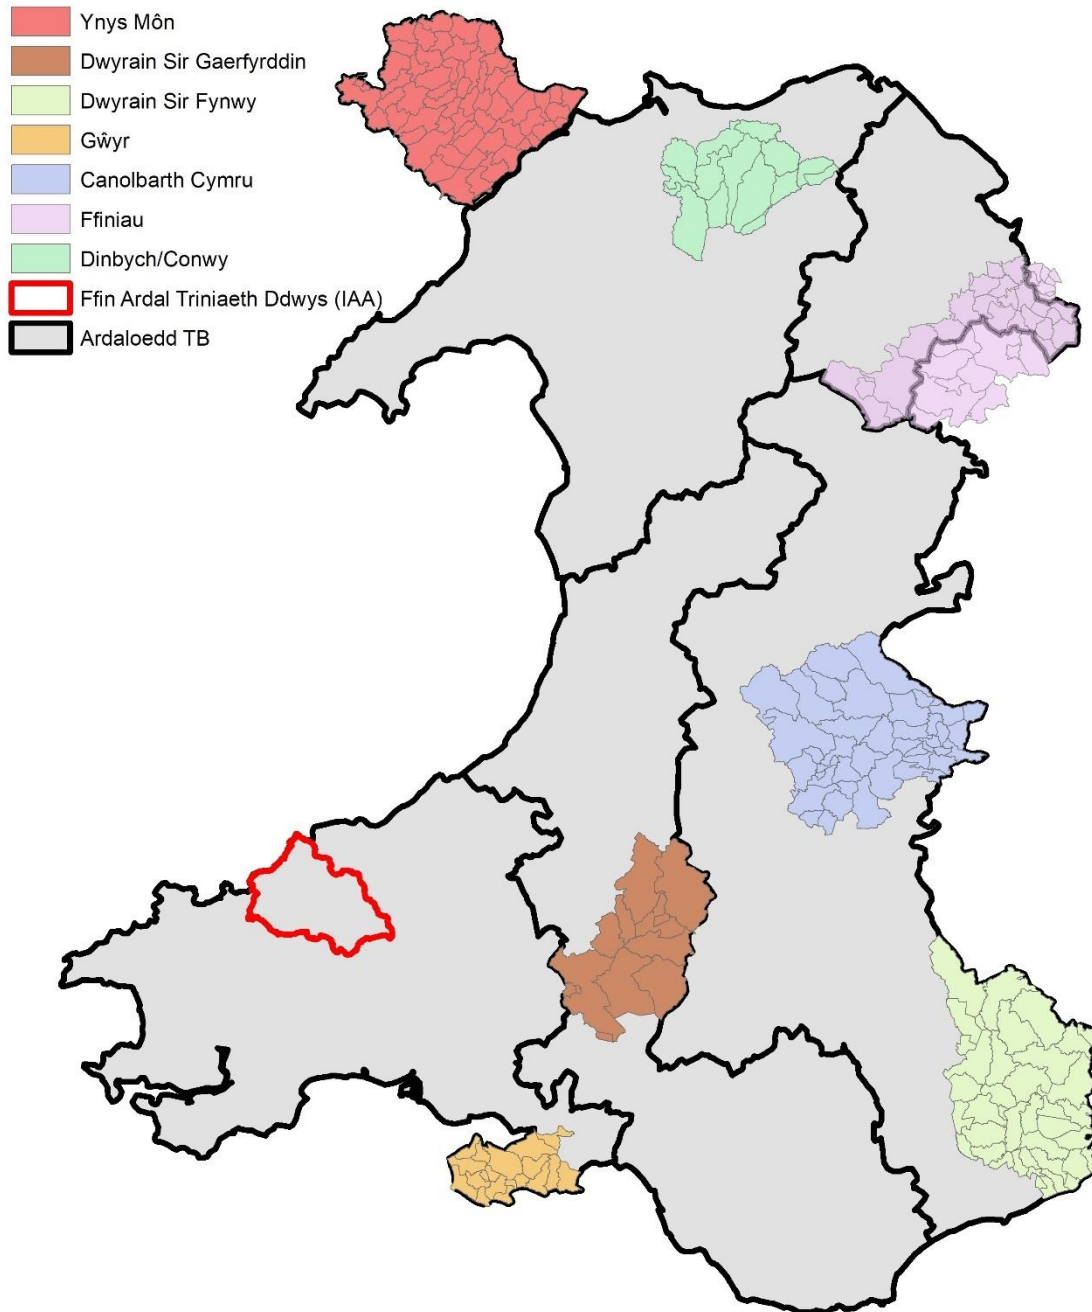 Ynys Môn
Dwyrain Sir Gaerfyrddin
Dwyrain Sir Fynwy
Gŵyr
Canolbarth Cymru
Ffiniau
Dinbych/Conwy
Ffin Ardal Triniaeth Ddwys (IAA)
Ardaloedd TB